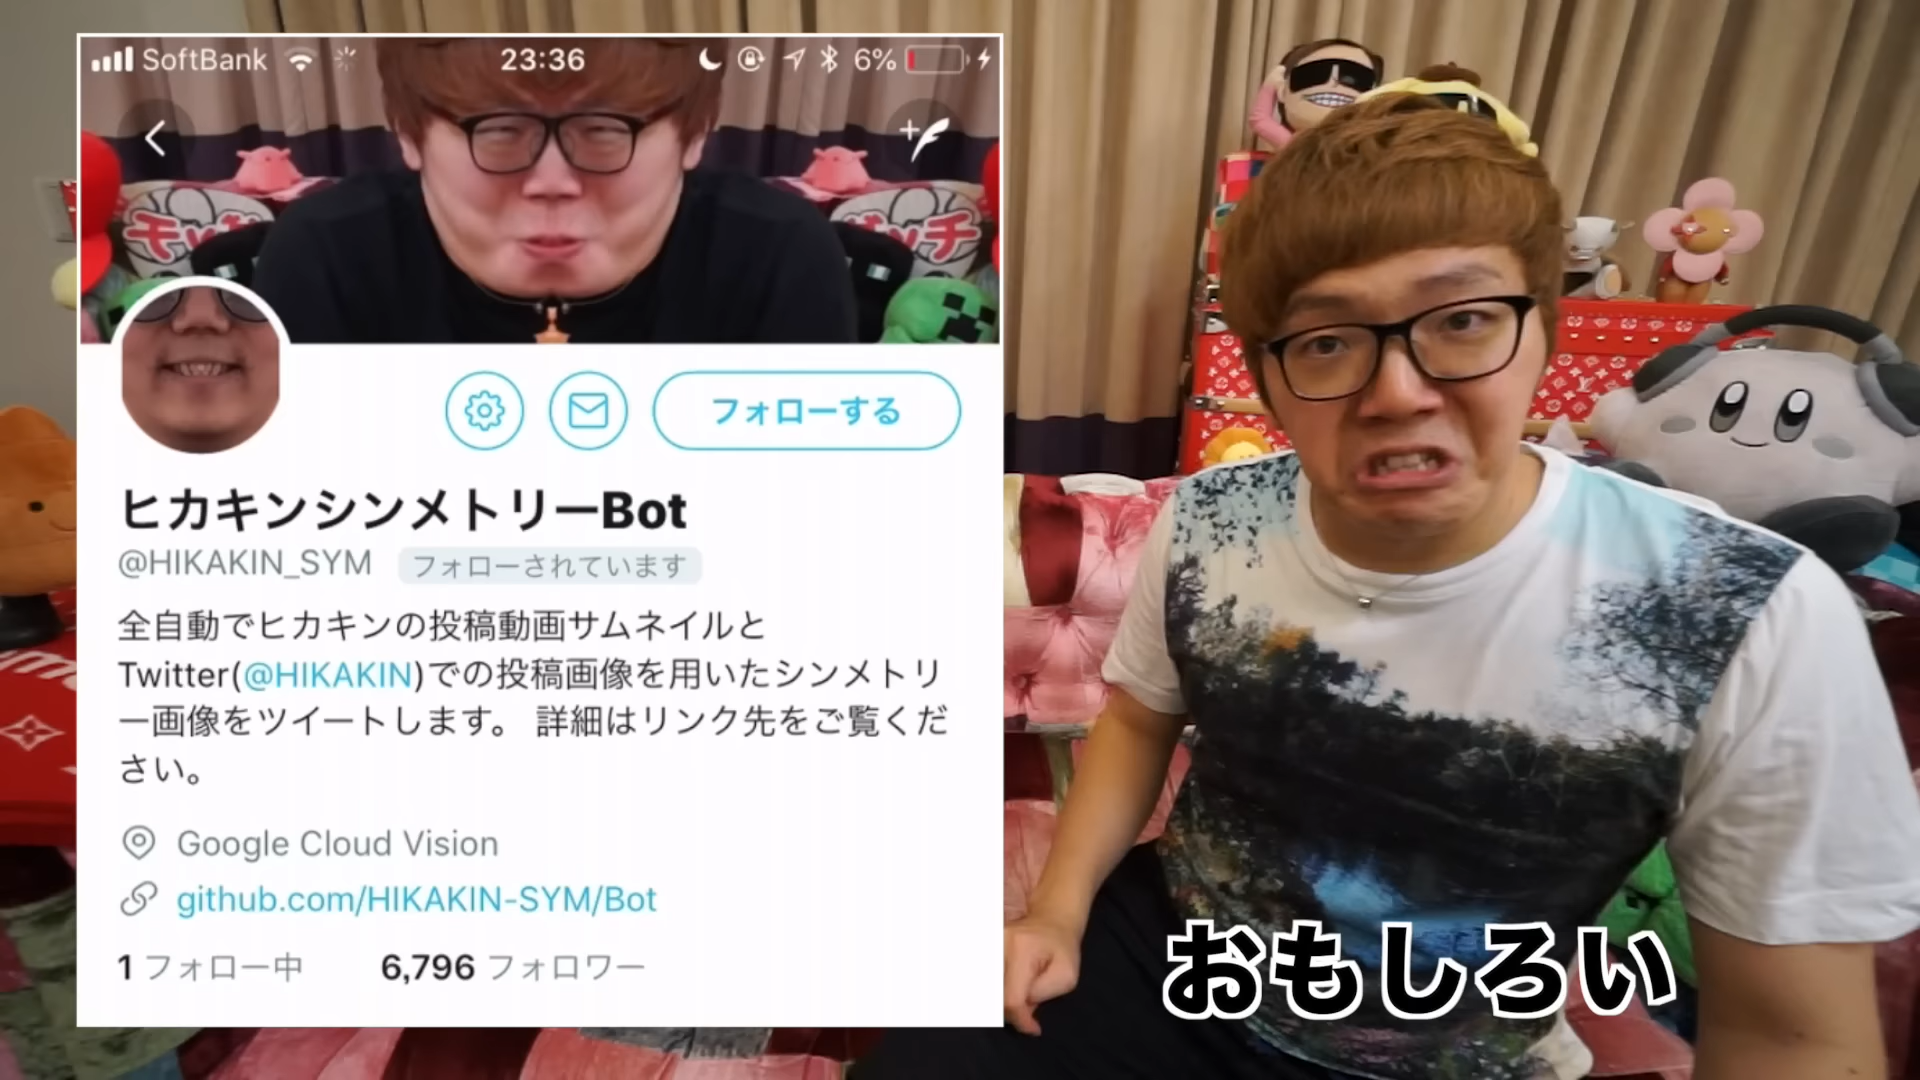 SoftBank
23:36
6%
モッチ
フォローする
ヒカキンシンメトリーBot
@HIKAKIN_SYM フォローされています
全自動でヒカキンの投稿動画サムネイルと
Twitter(@HIKAKIN)での投稿画像を用いたシンメトリ
ー画像をツイートします。 詳細はリンク先をご覧くだ
さい。
Google Cloud Vision
github.com/HIKAKIN-SYM/Bot
1 フォロー中 6,796 フォロワー
おもしろい